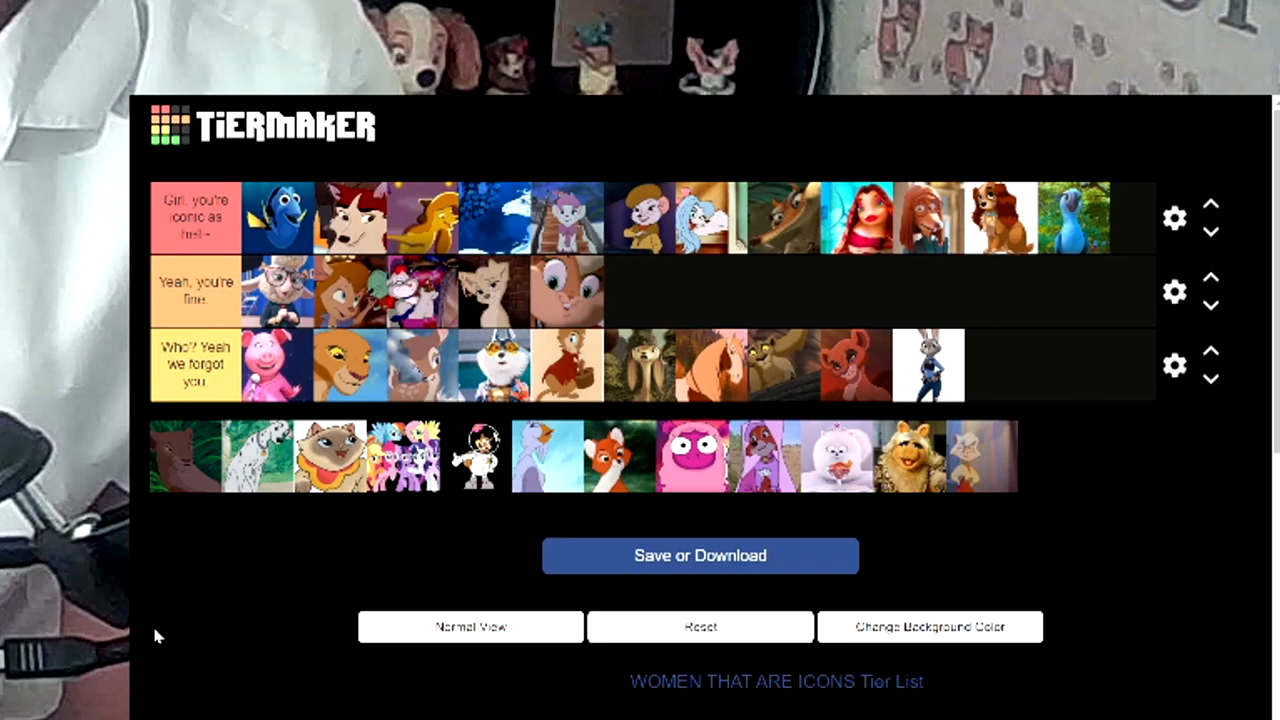 TiERMAKER
Girl, you're
iconic as
hell~
Yeah, you're
fine.
Who? Yeah
we forgot
you
Save or Download
Normal View
Reset
Change Background Color
WOMEN THAT ARE ICONS Tier List